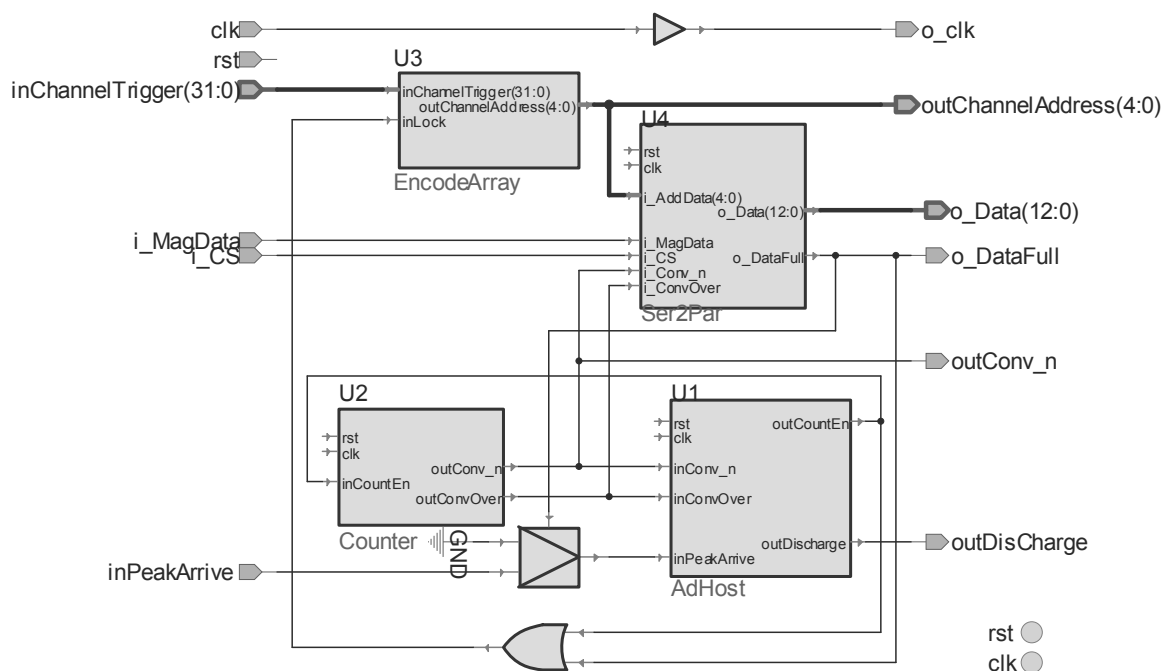 clk
o_clk
rst
U3
inChannelTrigger(31:0)
inChannelTrigger(31:0)
outChannelAddress(4:0)
outChannelAddress(4:0)
inLock
EncodeArray
U4
rst
clk
i_AddData(4:0)
o_Data(12:0)
o_Data(12:0)
i_MagData
i_MagData
i_CS
i_CS
o_DataFull
o_DataFull
i_Conv_n
i_ConvOver
Ser2Par
outConv_n
U2
U1
rst
clk
outConv_n
inCountEn
outConvOver
Counter
rst
clk
outCountEn
inConv_n
inConvOver
outDischarge
outDisCharge
inPeakArrive
AdHost
GND
inPeakArrive
rst
clk